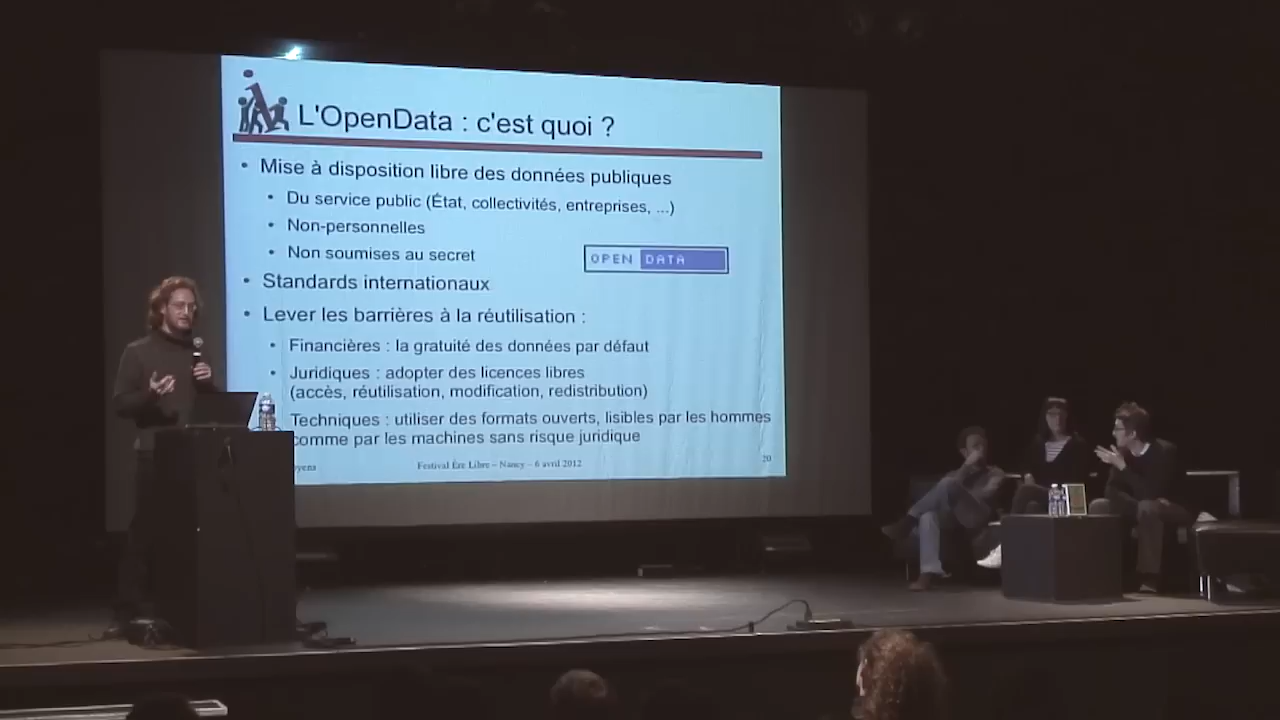 L'OpenData : c'est quoi ?
• Mise à disposition libre des données publiques
• Du service public (État, collectivités, entreprises, ...)
• Non-personnelles
• Non soumises au secret
OPEN DATA
• Standards internationaux
• Lever les barrières à la réutilisation :
• Financières : la gratuité des données par défaut
• Juridiques : adopter des licences libres
(accès, réutilisation, modification, redistribution)
Techniques : utiliser des formats ouverts, lisibles par les hommes
comme par les machines sans risque juridique
Festival Ère Libre – Nancy – 6 avril 2012
20